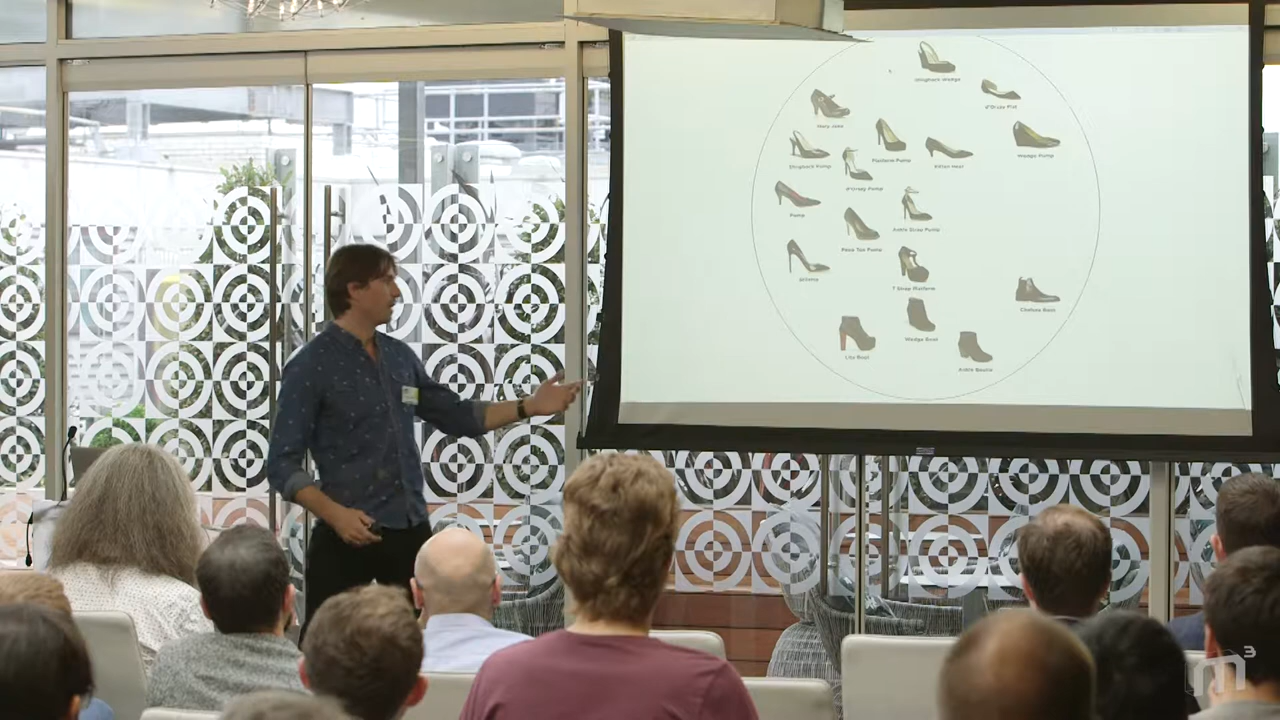 Slingback Wedge
d'Orsay Flat
Mary Jane
Wedge Pump
Slingback Pump
Platform Pump
Kitten Heel
d'Orsay Pump
Pump
Ankle Strap Pump
Peep Toe Pump
Stiletto
T Strap Platform
Chelsea Boot
Wedge Boot
Lita Boot
Ankle Bootie
m3